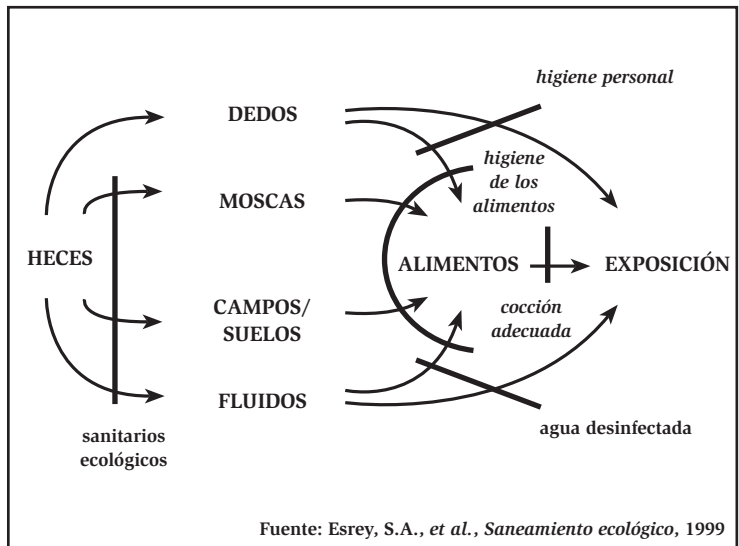 higiene personal
DEDOS
higiene
de los
alimentos
MOSCAS
HECES
ALIMENTOS
EXPOSICIÓN
CAMPOS/
SUELOS
cocción
adecuada
FLUIDOS
agua desinfectada
sanitarios
ecológicos
Fuente: Esrey, S.A., et al., Saneamiento ecológico, 1999